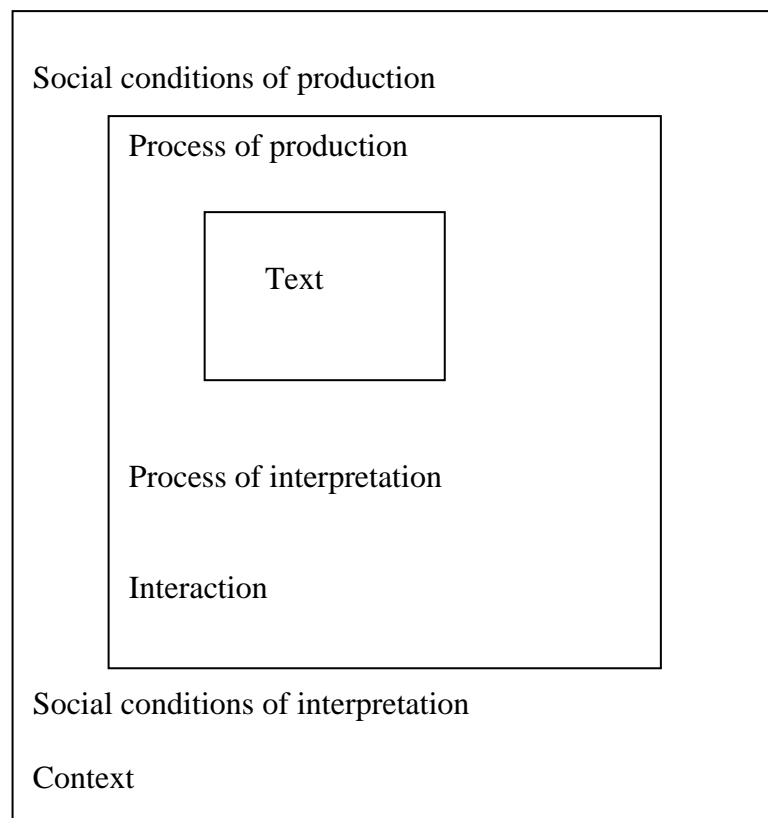 Social conditions of production
Process of production
Text
Process of interpretation
Interaction
Social conditions of interpretation
Context